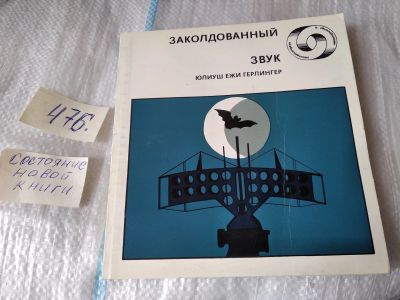 ЗАКОЛДОВАННЫЙ
ЗВУК
ЮЛИУШ ЕЖИ ГЕРЛИНГЕР
476.
СОСТОЯНИЕ
НОВОЙ
КНИГИ